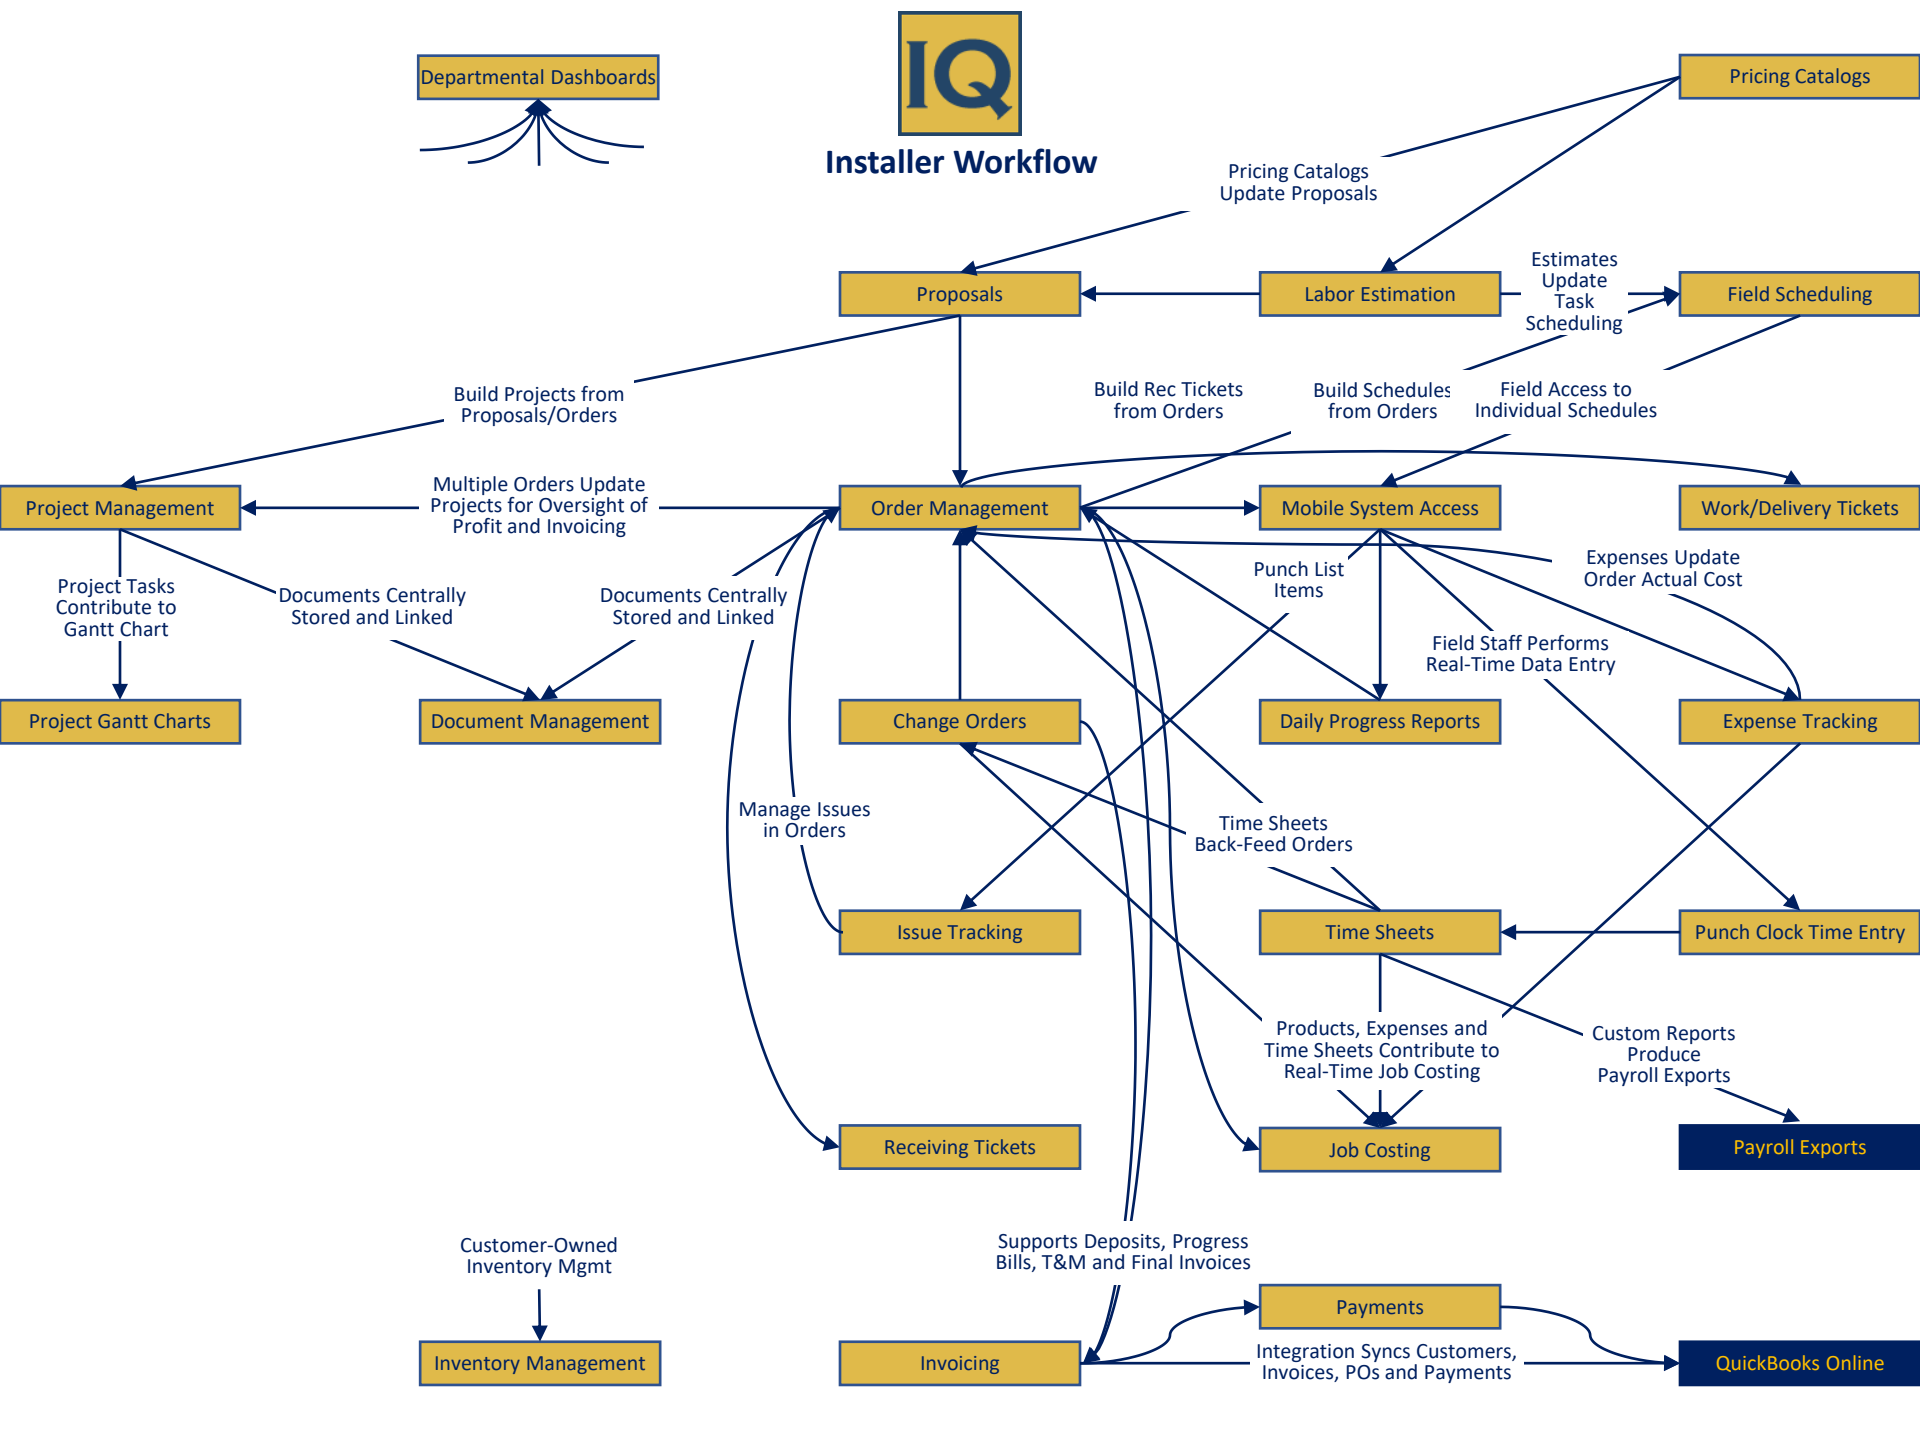 IQ
Departmental Dashboards
Pricing Catalogs
Installer Workflow
Pricing Catalogs
Update Proposals
Estimates
Update
Task
Scheduling
Proposals
Labor Estimation
Field Scheduling
Build Projects from
Proposals/Orders
Build Rec Tickets
from Orders
Build Schedules
from Orders
Field Access to
Individual Schedules
Project Management
Multiple Orders Update
Projects for Oversight of
Profit and Invoicing
Order Management
Mobile System Access
Work/Delivery Tickets
Project Tasks
Contribute to
Gantt Chart
Documents Centrally
Stored and Linked
Documents Centrally
Stored and Linked
Punch List
Items
Expenses Update
Order Actual Cost
Field Staff Performs
Real-Time Data Entry
Project Gantt Charts
Document Management
Change Orders
Daily Progress Reports
Expense Tracking
Manage Issues
in Orders
Time Sheets
Back-Feed Orders
Issue Tracking
Time Sheets
Punch Clock Time Entry
Products, Expenses and
Time Sheets Contribute to
Real-Time Job Costing
Custom Reports
Produce
Payroll Exports
Receiving Tickets
Job Costing
Payroll Exports
Customer-Owned
Inventory Mgmt
Supports Deposits, Progress
Bills, T&M and Final Invoices
Payments
Inventory Management
Invoicing
Integration Syncs Customers,
Invoices, POs and Payments
QuickBooks Online